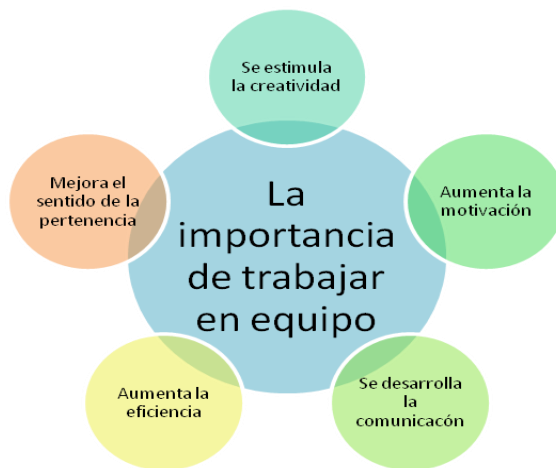 Se estimula
la creatividad
Mejora el
sentido de la
pertenencia
La
importancia
de trabajar
en equipo
Aumenta la
motivación
Aumenta la
eficiencia
Se desarrolla
la
comunicacón